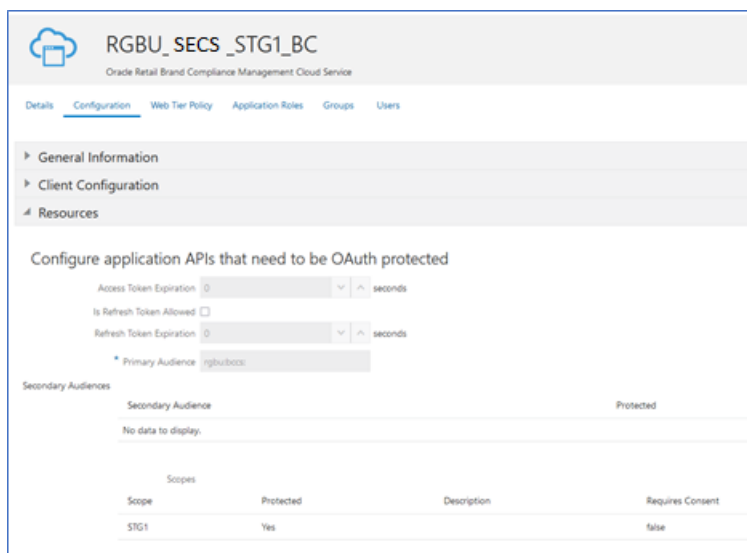 RGBU_ SECS _STG1_BC
Oracle Retail Brand Compliance Management Cloud Service
Details Configuration Web Tier Policy Application Roles Groups Users
General Information
Client Configuration
Resources
Configure application APIs that need to be OAuth protected
Access Token Expiration 0 seconds
Is Refresh Token Allowed
Refresh Token Expiration 0 seconds
* Primary Audience rgbu:bccs:
Secondary Audiences
Secondary Audience Protected
No data to display.
Scopes
Scope Protected Description Requires Consent
STG1 Yes false